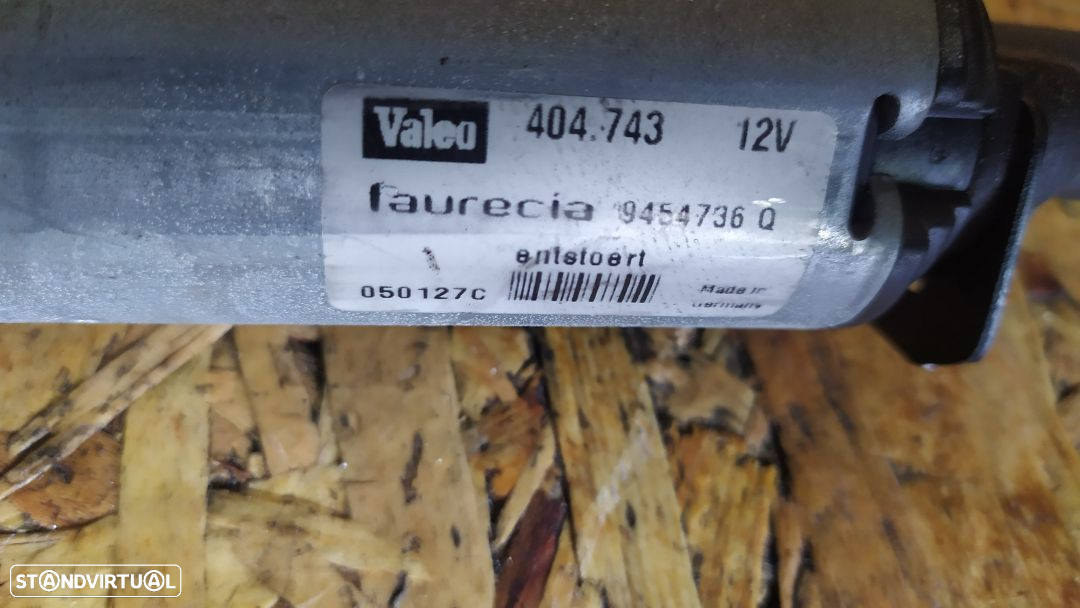 Valeo 404.743 12V
faurecia 9454736 Q
entstoert
050127C Made in
Germany
STANDVIRTUAL